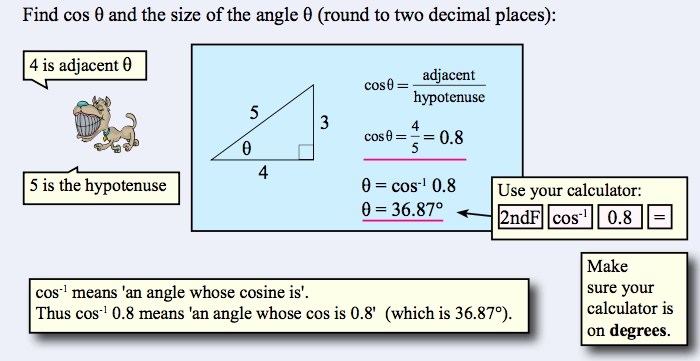 Find cos θ and the size of the angle θ (round to two decimal places):
4 is adjacent θ
5 is the hypotenuse
5
3
θ
4
cosθ = adjacent / hypotenuse
cosθ = 4/5 = 0.8
θ = cos⁻¹ 0.8
θ = 36.87°
Use your calculator:
2ndF cos⁻¹ 0.8 =
cos⁻¹ means 'an angle whose cosine is'.
Thus cos⁻¹ 0.8 means 'an angle whose cos is 0.8' (which is 36.87°).
Make
sure your
calculator is
on degrees.